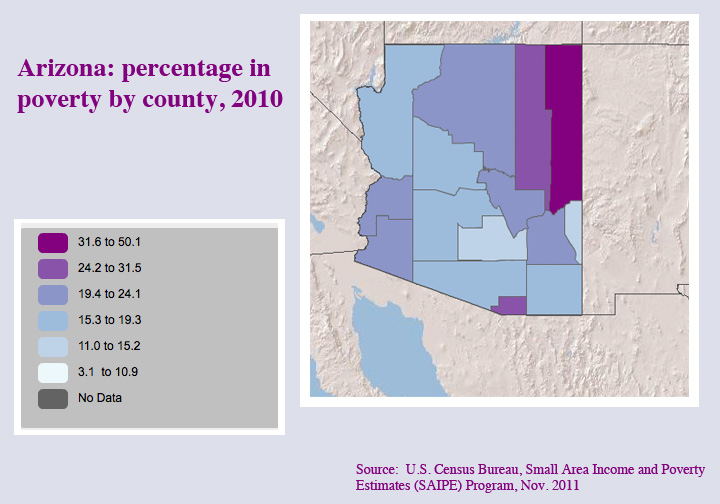 Arizona: percentage in
poverty by county, 2010
31.6 to 50.1
24.2 to 31.5
19.4 to 24.1
15.3 to 19.3
11.0 to 15.2
3.1 to 10.9
No Data
Source: U.S. Census Bureau, Small Area Income and Poverty
Estimates (SAIPE) Program, Nov. 2011